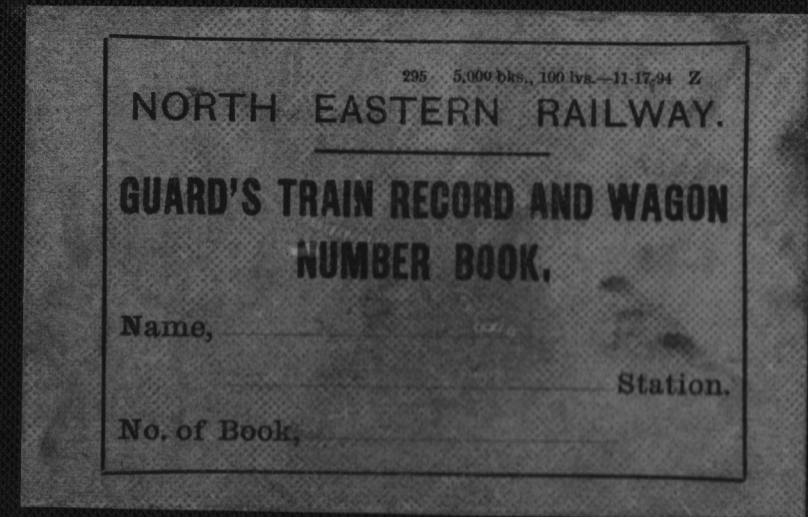 295 5,000 bks., 100 lvs.—11-17-94 Z
NORTH EASTERN RAILWAY.
GUARD'S TRAIN RECORD AND WAGON
NUMBER BOOK.
Name,
Station.
No. of Book,